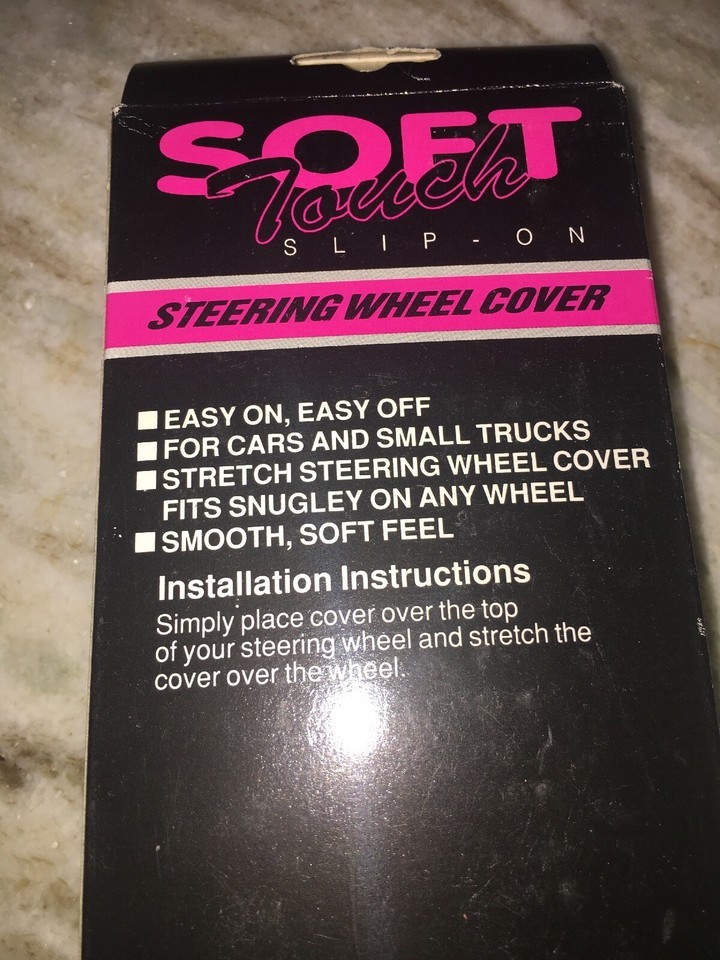 SOFT
Touch
SLIP-ON
STEERING WHEEL COVER
EASY ON, EASY OFF
FOR CARS AND SMALL TRUCKS
STRETCH STEERING WHEEL COVER
FITS SNUGLEY ON ANY WHEEL
SMOOTH, SOFT FEEL
Installation Instructions
Simply place cover over the top
of your steering wheel and stretch the
cover over the wheel.